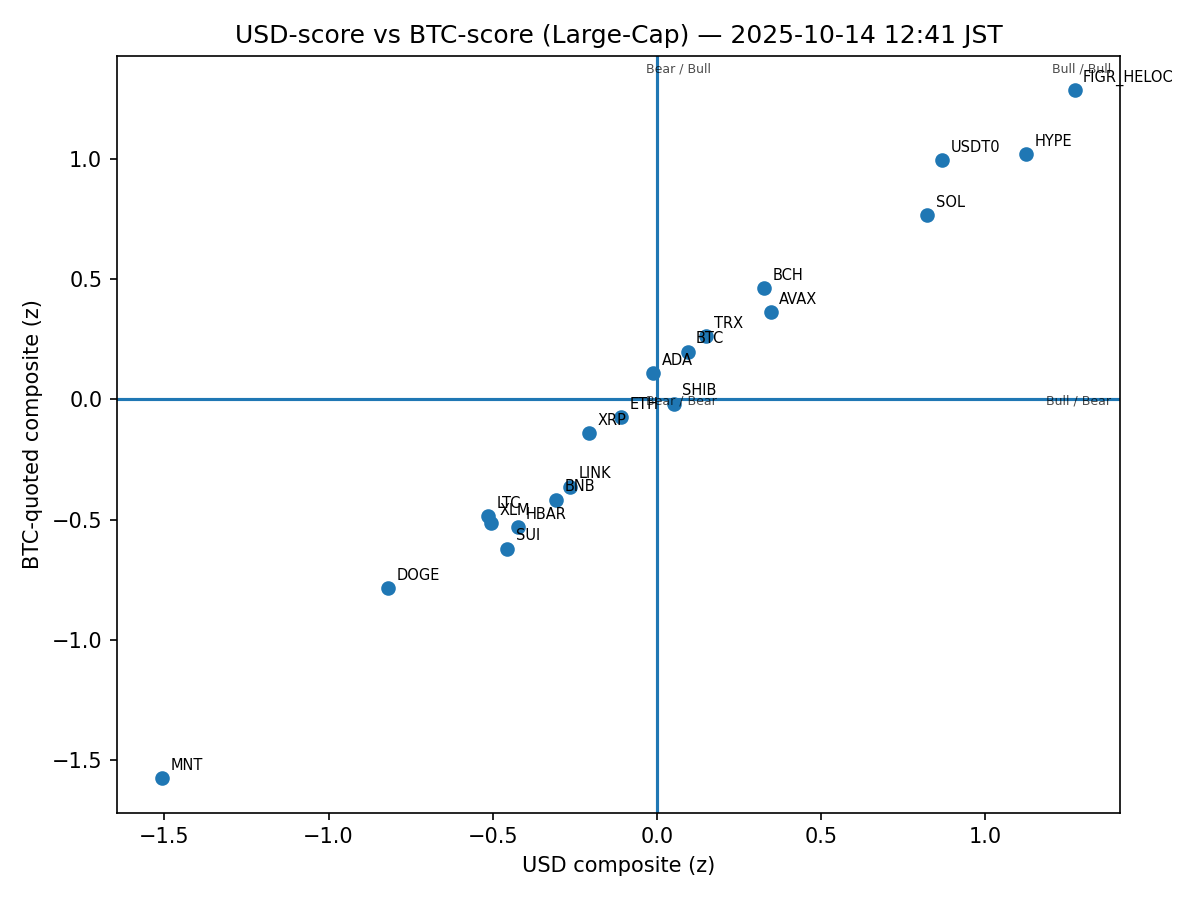 USD-score vs BTC-score (Large-Cap) — 2025-10-14 12:41 JST
Bear / Bull
Bull / Bull
FIGR_HELOC
HYPE
USDT0
SOL
BCH
AVAX
TRX
BTC
ADA
SHIB
ETH
Bear / Bear
Bull / Bear
XRP
LINK
BNB
LTC
XLM
HBAR
SUI
DOGE
MNT
1.0
0.5
0.0
−0.5
−1.0
−1.5
BTC-quoted composite (z)
−1.5
−1.0
−0.5
0.0
0.5
1.0
USD composite (z)